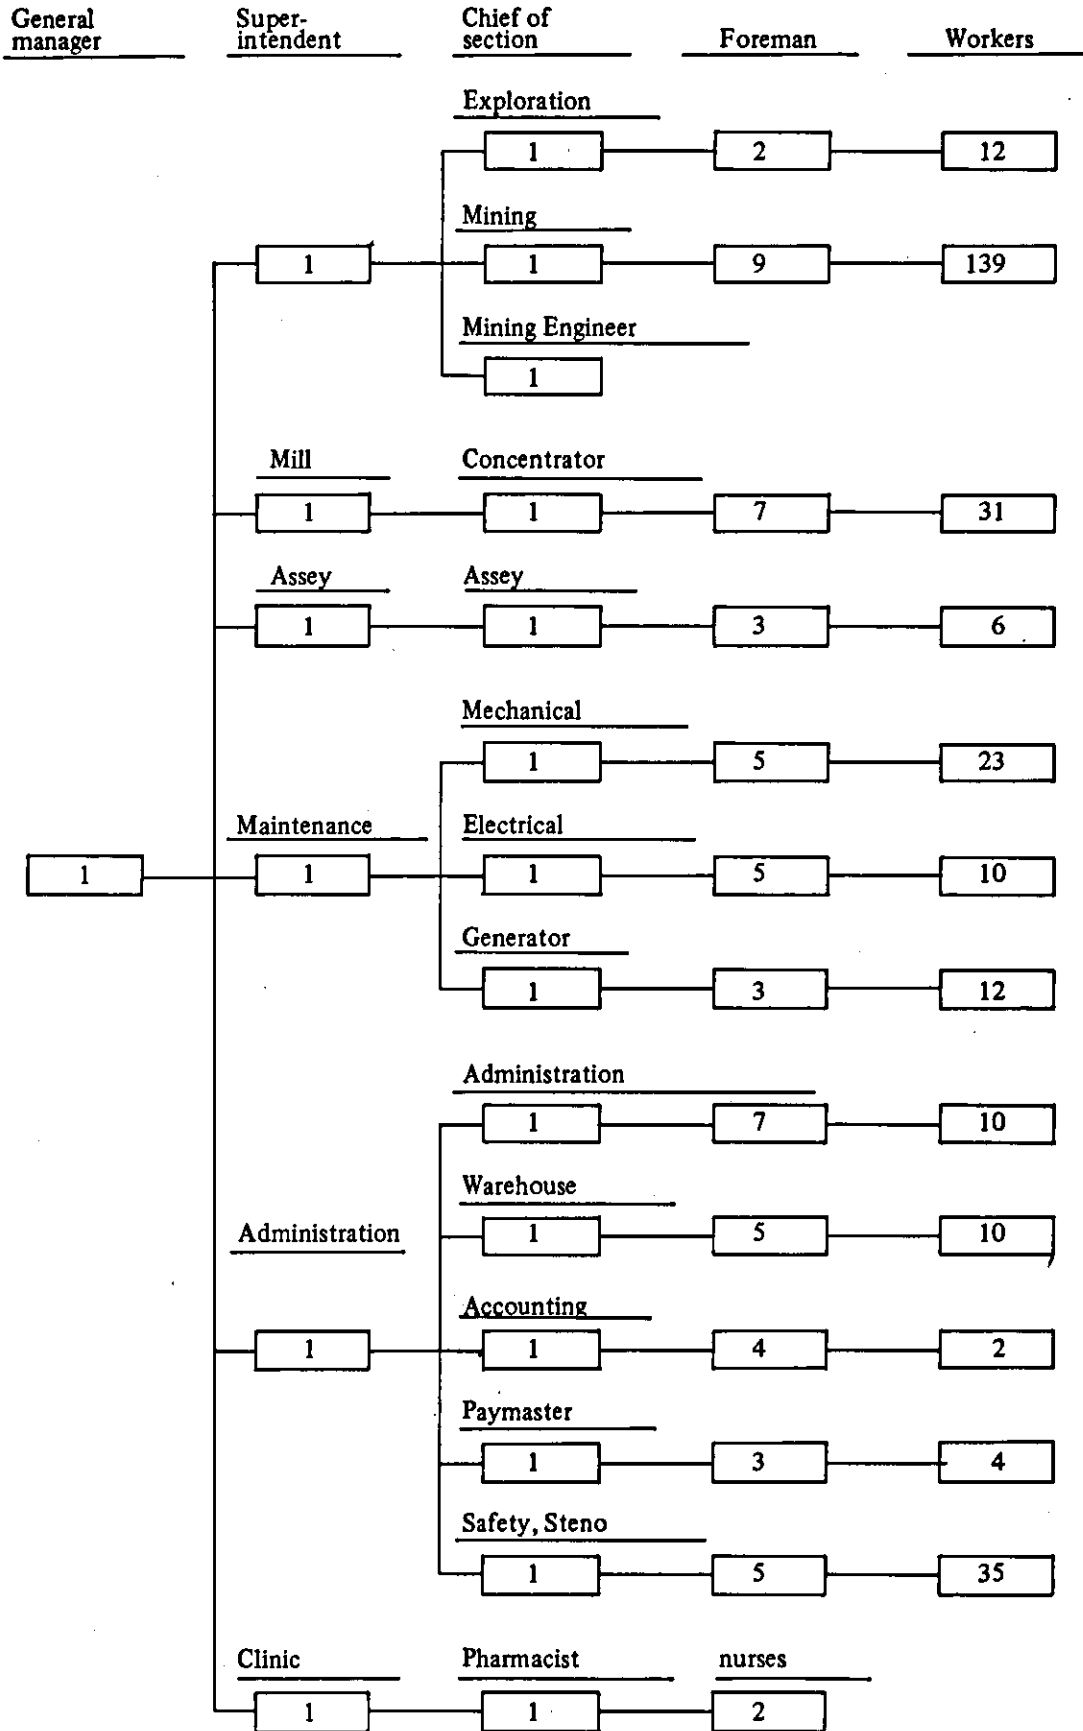 General
manager
Super-
intendent
Chief of
section
Foreman
Workers
Exploration
1
2
12
Mining
1
1
9
139
Mining Engineer
1
Mill
Concentrator
1
1
7
31
Assey
Assey
1
1
3
6
Mechanical
1
5
23
Maintenance
Electrical
1
1
1
5
10
Generator
1
3
12
Administration
1
7
10
Warehouse
1
5
10
Administration
Accounting
1
1
4
2
Paymaster
1
3
4
Safety, Steno
1
5
35
Clinic
Pharmacist
nurses
1
1
2